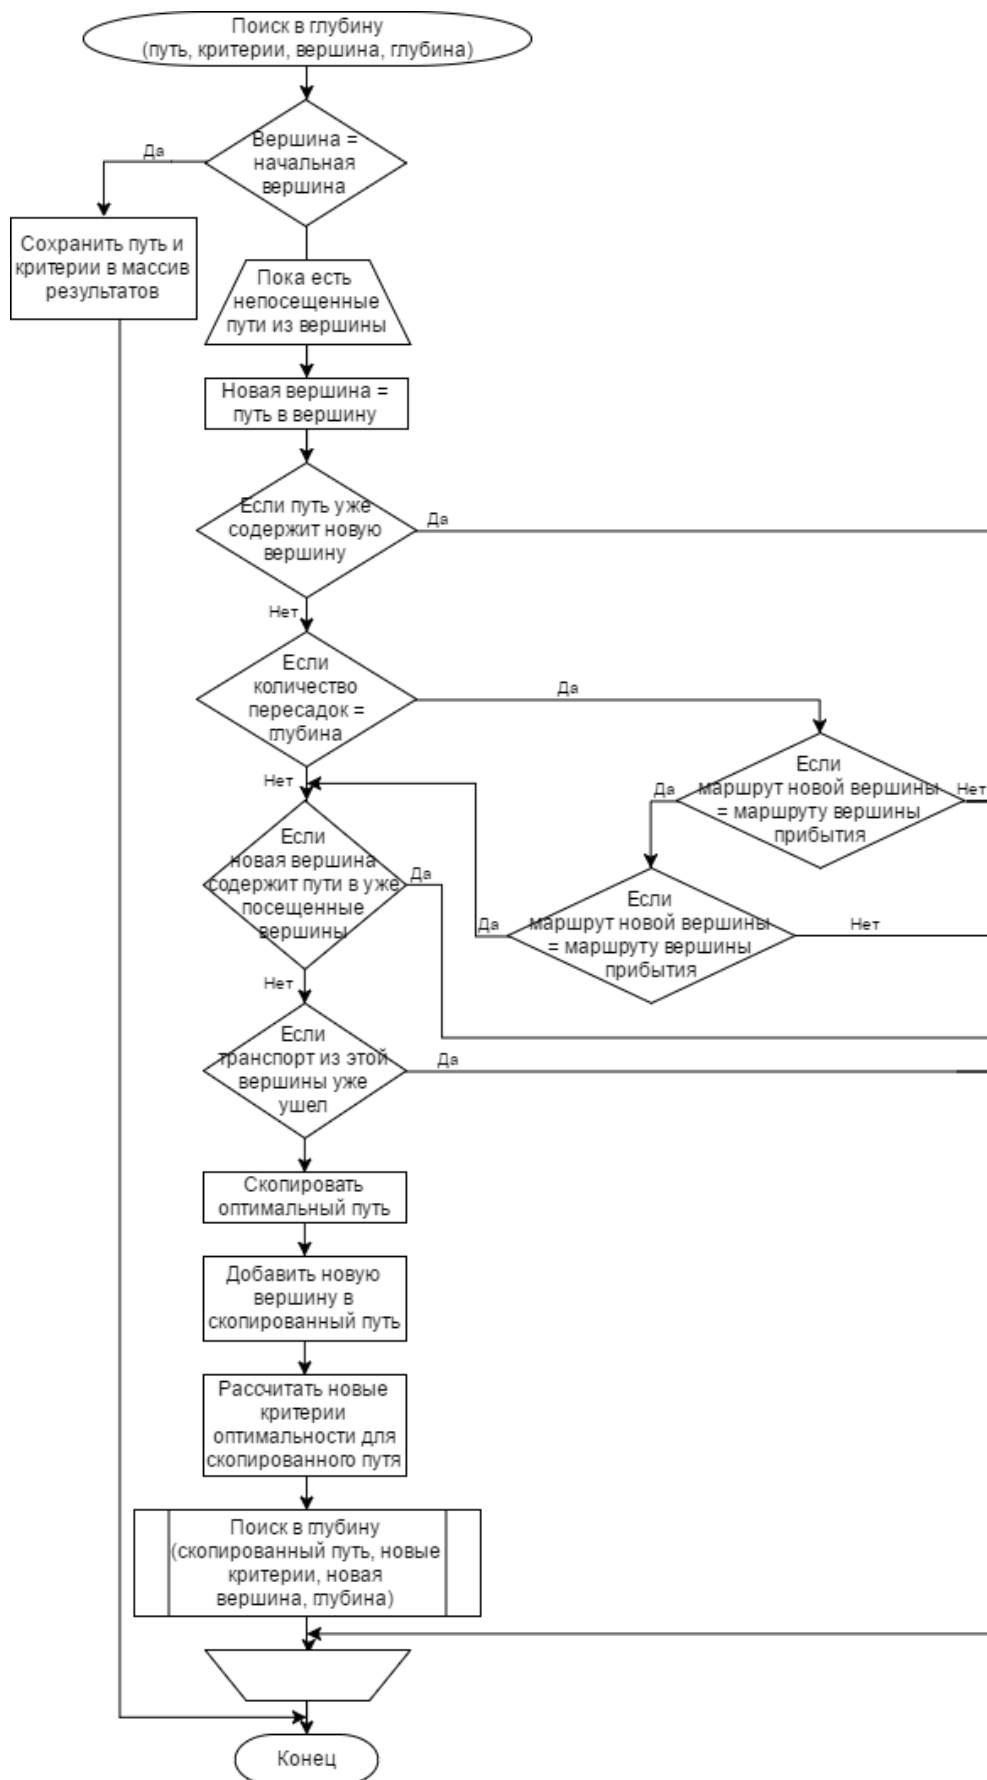 Поиск в глубину
(путь, критерии, вершина, глубина)
Вершина =
начальная
вершина
Да
Сохранить путь и
критерии в массив
результатов
Пока есть
непосещенные
пути из вершины
Новая вершина =
путь в вершину
Если путь уже
содержит новую
вершину
Да
Нет
Если
количество
пересадок =
глубина
Да
Нет
Если
маршрут новой вершины
= маршруту вершины
прибытия
Да
Нет
Если
новая вершина
содержит пути в уже
посещенные
вершины
Да
Если
маршрут новой вершины
= маршруту вершины
прибытия
Да
Нет
Нет
Если
транспорт из этой
вершины уже
ушел
Да
Скопировать
оптимальный путь
Добавить новую
вершину в
скопированный путь
Рассчитать новые
критерии
оптимальности для
скопированного путя
Поиск в глубину
(скопированный путь, новые
критерии, новая
вершина, глубина)
Конец